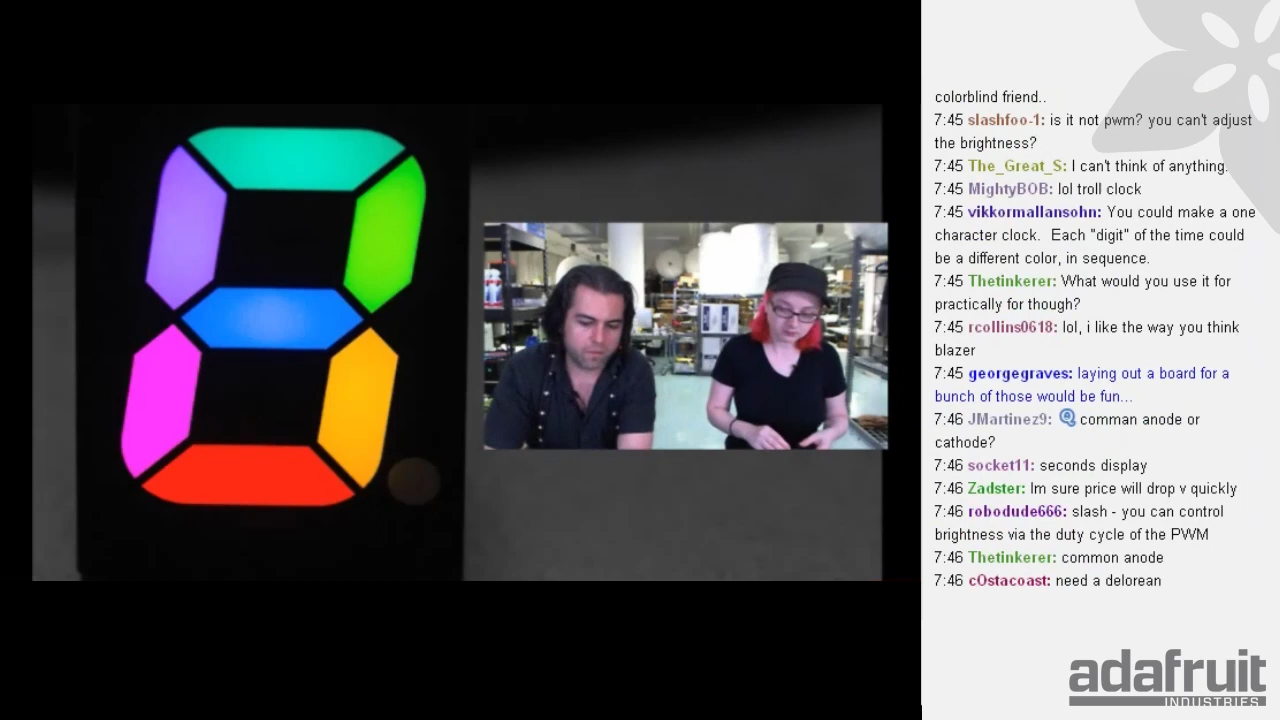 colorblind friend..
7:45 slashfoo-1: is it not pwm? you can't adjust
the brightness?
7:45 The_Great_S: I can't think of anything.
7:45 MightyBOB: lol troll clock
7:45 vikkormallansohn: You could make a one
character clock.  Each "digit" of the time could
be a different color, in sequence.
7:45 Thetinkerer: What would you use it for
practically for though?
7:45 rcollins0618: lol, i like the way you think
blazer
7:45 georgegraves: laying out a board for a
bunch of those would be fun...
7:46 JMartinez9: comman anode or
cathode?
7:46 socket11: seconds display
7:46 Zadster: Im sure price will drop v quickly
7:46 robodude666: slash - you can control
brightness via the duty cycle of the PWM
7:46 Thetinkerer: common anode
7:46 cOstacoast: need a delorean
adafruit
INDUSTRIES
8